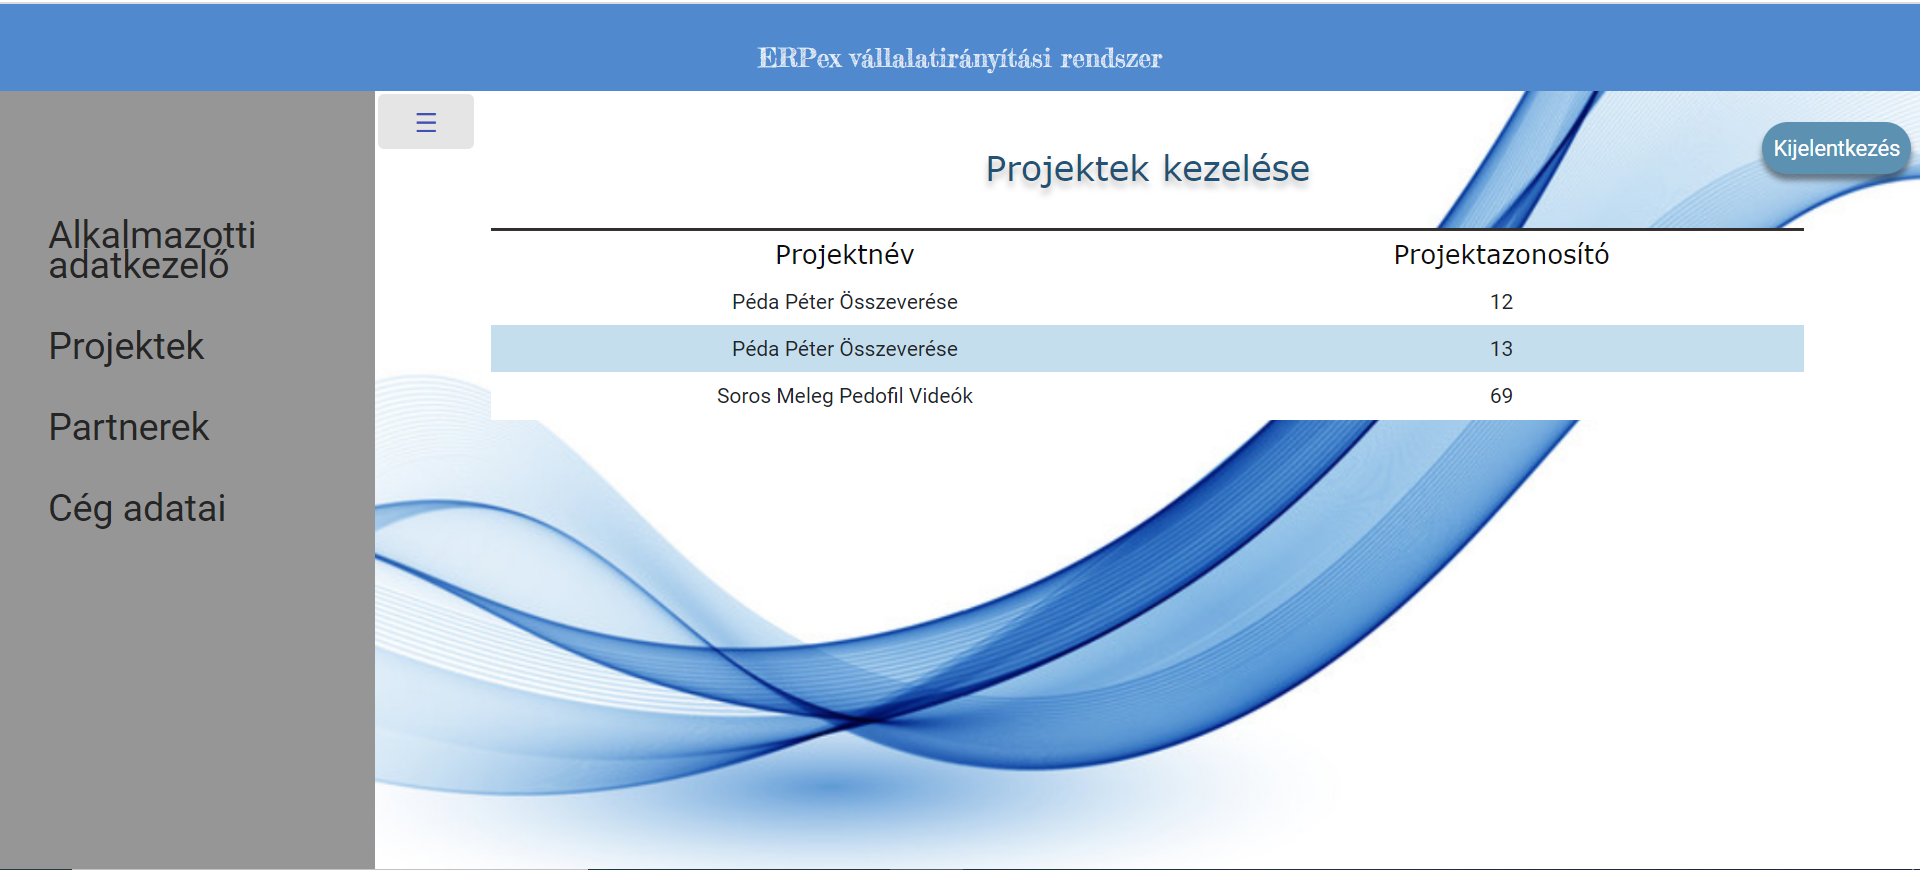 ERPex vállalatirányítási rendszer
☰
Kijelentkezés
Projektek kezelése
Alkalmazotti
adatkezelő
Projektek
Partnerek
Cég adatai
Projektnév Projektazonosító
Péda Péter Összeverése 12
Péda Péter Összeverése 13
Soros Meleg Pedofil Videók 69